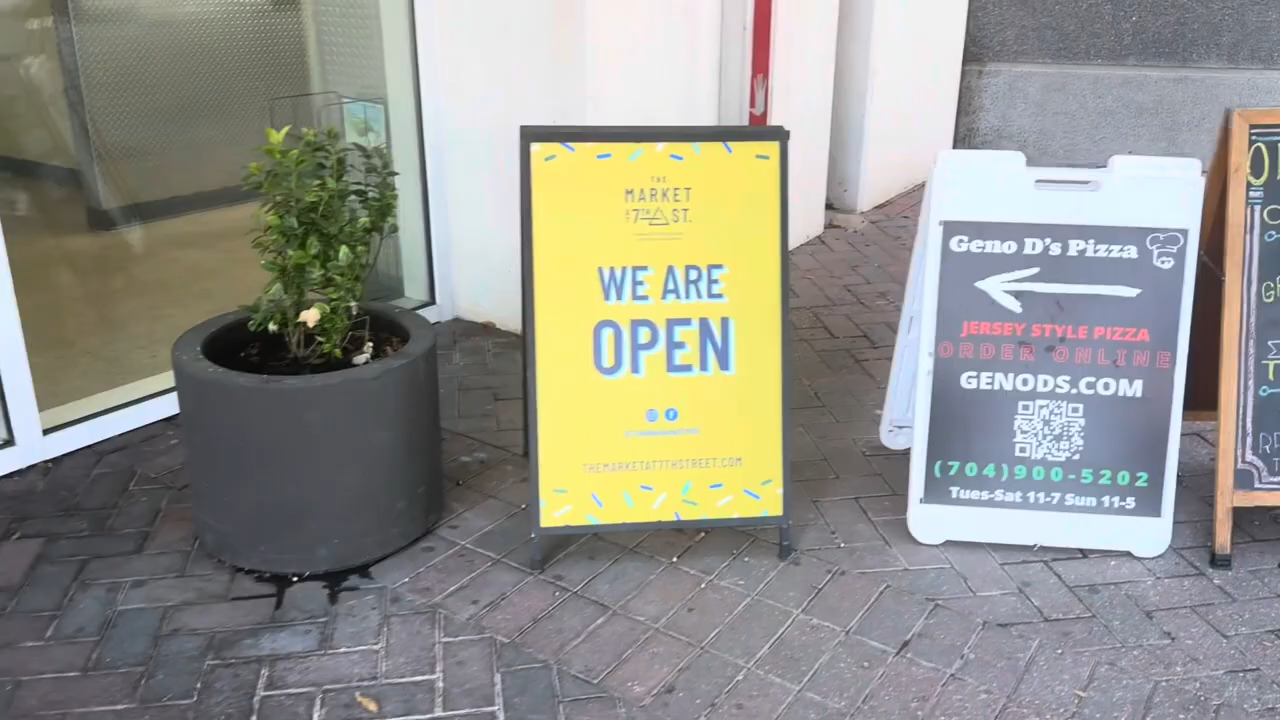 THE
MARKET
AT 7TH ST.
WE ARE
OPEN
THEMARKETAT7THSTREET.COM
Geno D's Pizza
JERSEY STYLE PIZZA
ORDER ONLINE
GENODS.COM
(704)900-5202
Tues-Sat 11-7 Sun 11-5